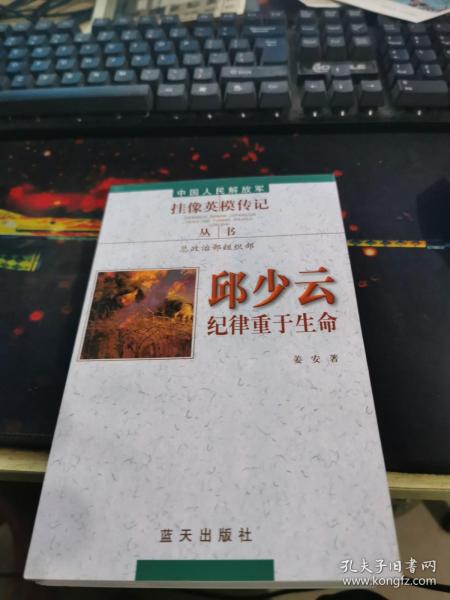 中国人民解放军
挂像英模传记
丛书
总政治部组织部
邱少云
纪律重于生命
姜安著
蓝天出版社
孔夫子旧书网
www.kongfz.com